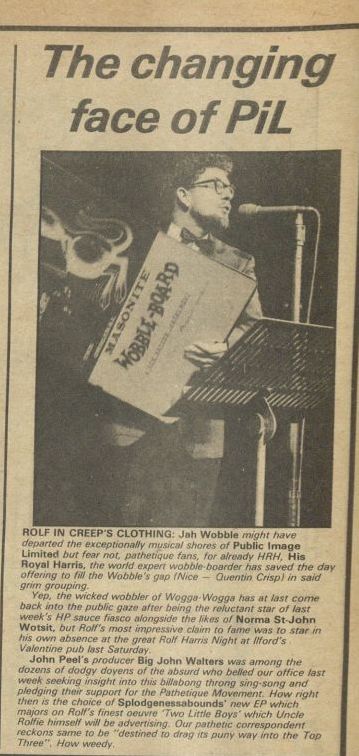 The changing
face of PiL
MASONITE
WOBBLE-BOARD
ROLF IN CREEP'S CLOTHING: Jah Wobble might have
departed the exceptionally musical shores of Public Image
Limited but fear not, pathetique fans, for already HRH, His
Royal Harris, the world expert wobble-boarder has saved the day
offering to fill the Wobble's gap (Nice — Quentin Crisp) in said
grim grouping.
Yep, the wicked wobbler of Wogga-Wogga has at last come
back into the public gaze after being the reluctant star of last
week's HP sauce fiasco alongside the likes of Norma St-John
Wotsit, but Rolf's most impressive claim to fame was to star in
his own absence at the great Rolf Harris Night at Ilford's
Valentine pub last Saturday.
John Peel's producer Big John Walters was among the
dozens of dodgy doyens of the absurd who belled our office last
week seeking insight into this billabong throng sing-song and
pledging their support for the Pathetique Movement. How right
then is the choice of Splodgenessabounds' new EP which
majors on Rolf's finest oeuvre 'Two Little Boys' which Uncle
Rolfie himself will be advertising. Our pathetic correspondent
reckons same to be "destined to drag its puny way into the Top
Three". How weedy.